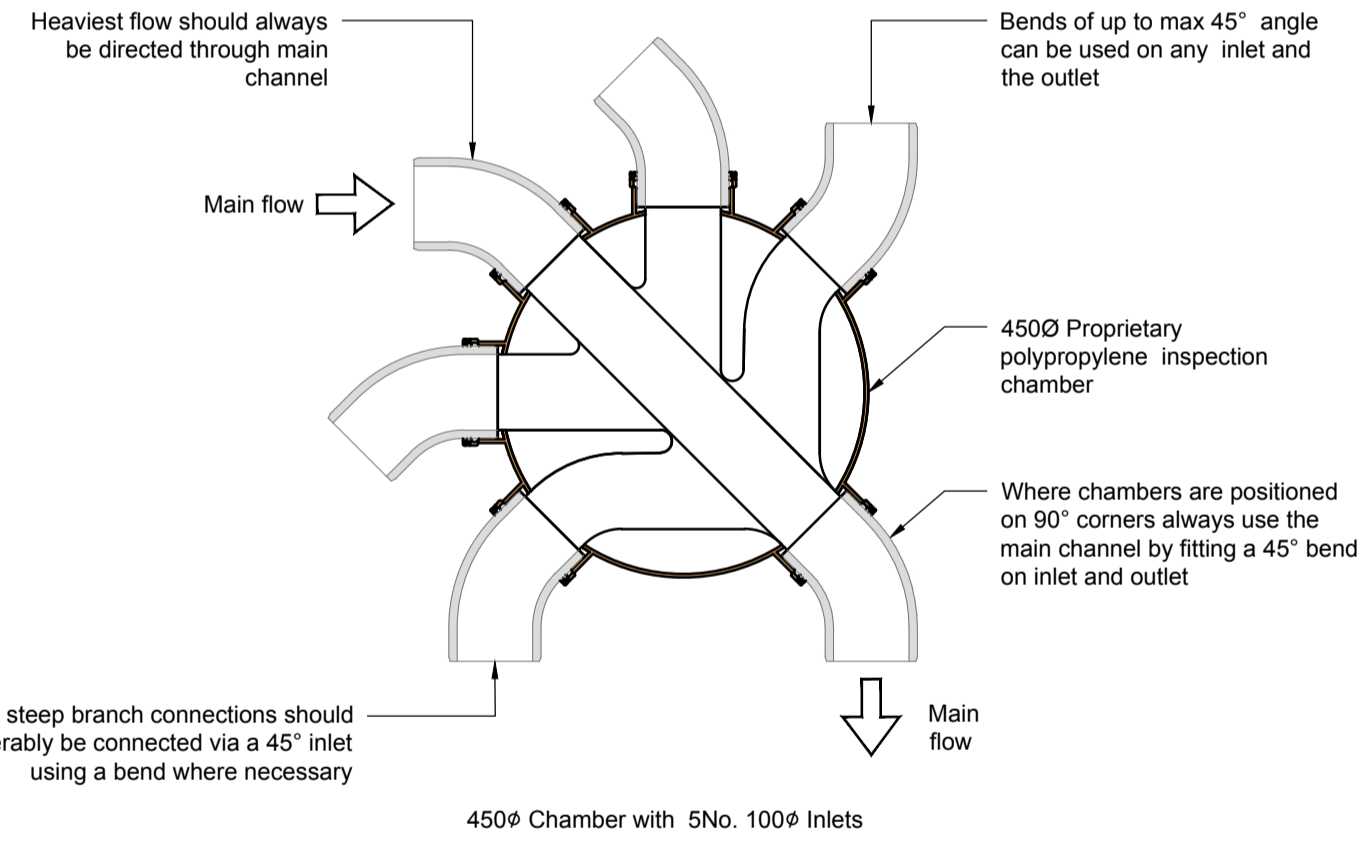 Heaviest flow should always
be directed through main
channel
Bends of up to max 45° angle
can be used on any inlet and
the outlet
Main flow
450Ø Proprietary
polypropylene inspection
chamber
Where chambers are positioned
on 90° corners always use the
main channel by fitting a 45° bend
on inlet and outlet
steep branch connections should
be connected via a 45° inlet
using a bend where necessary
Main
flow
450ϕ Chamber with 5No. 100ϕ Inlets